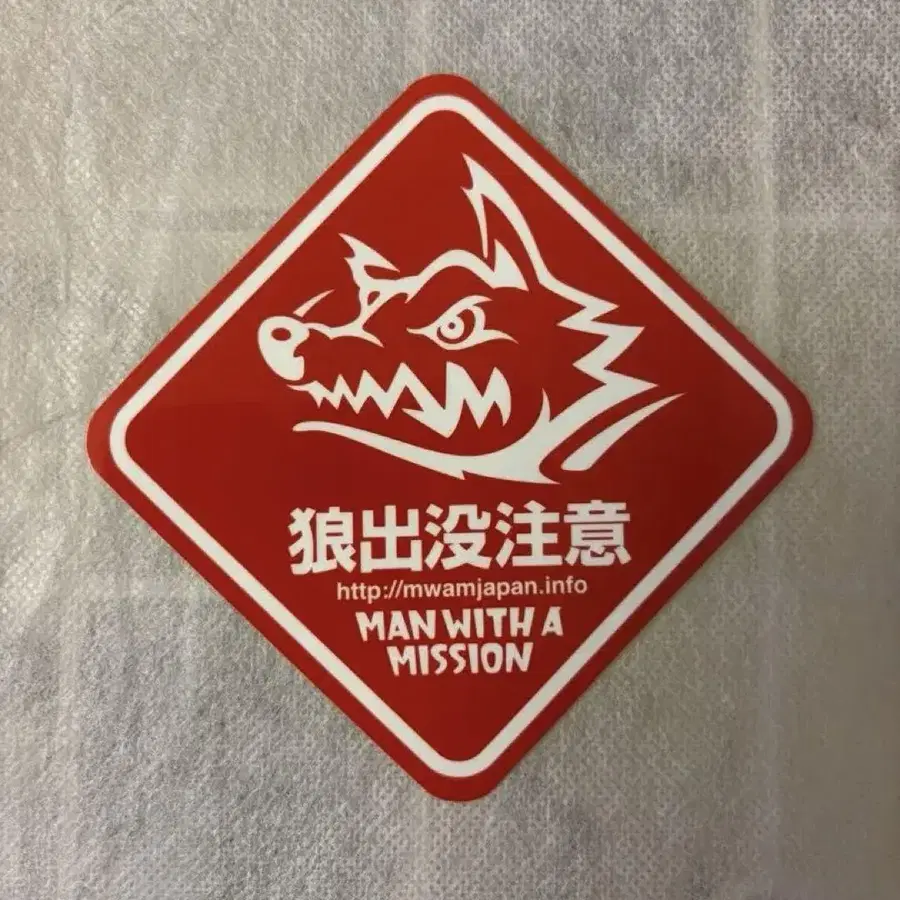 狼出没注意
http://mwamjapan.info
MAN WITH A
MISSION